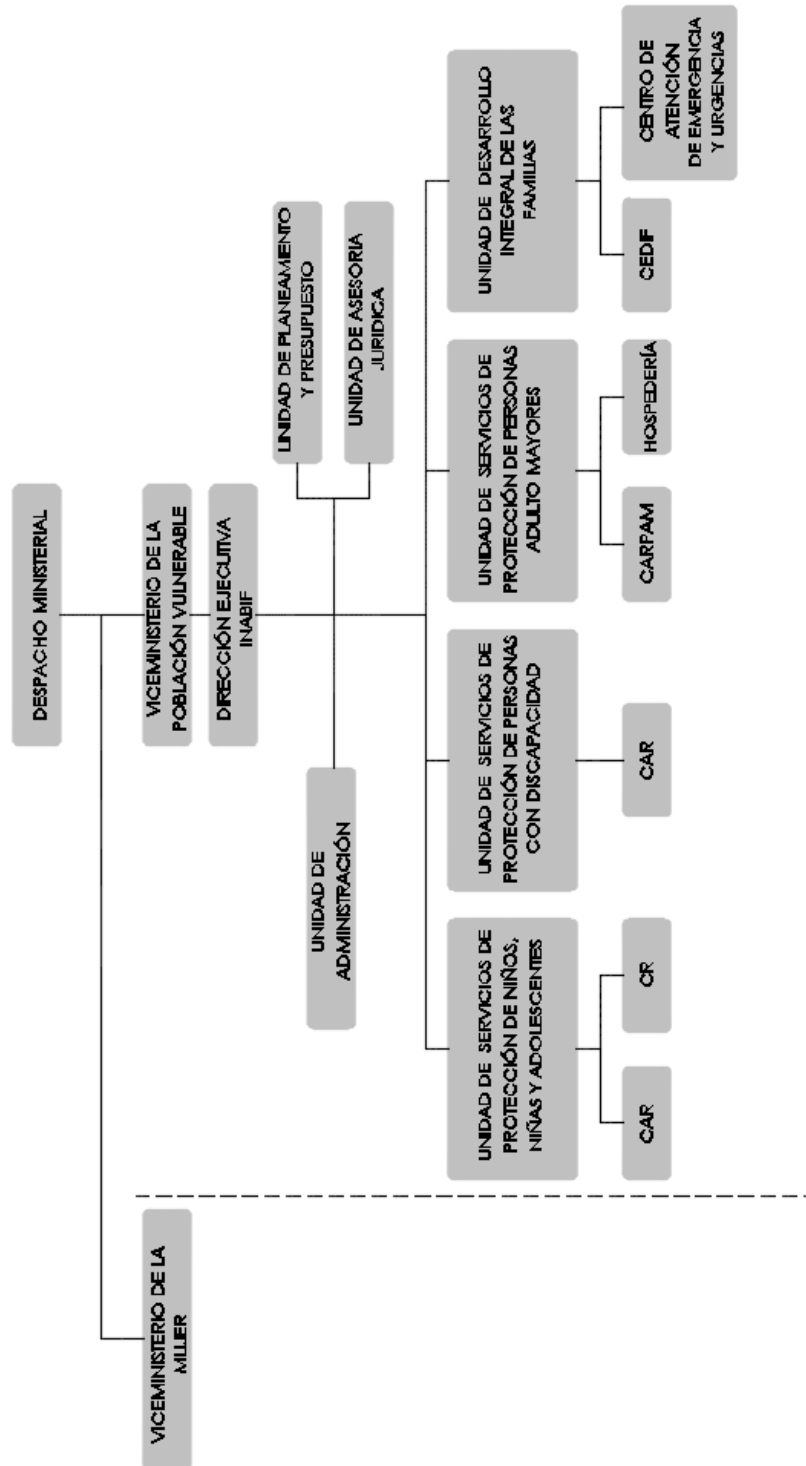 DESPACHO MINISTERIAL
VICEMINISTERIO DE LA
MUJER
VICEMINISTERIO DE LA
POBLACIÓN VULNERABLE
DIRECCIÓN EJECUTIVA
INABIF
UNIDAD DE
ADMINISTRACIÓN
UNIDAD DE PLANEAMIENTO
Y PRESUPUESTO
UNIDAD DE ASESORIA
JURIDICA
UNIDAD DE SERVICIOS DE
PROTECCIÓN DE NIÑOS,
NIÑAS Y ADOLESCENTES
UNIDAD DE SERVICIOS DE
PROTECCIÓN DE PERSONAS
CON DISCAPACIDAD
UNIDAD DE SERVICIOS DE
PROTECCIÓN DE PERSONAS
ADULTO MAYORES
UNIDAD DE DESARROLLO
INTEGRAL DE LAS
FAMILIAS
CAR
CR
CAR
CARPAM
HOSPEDERÍA
CEDIF
CENTRO DE
ATENCIÓN
DE EMERGENCIA
Y URGENCIAS